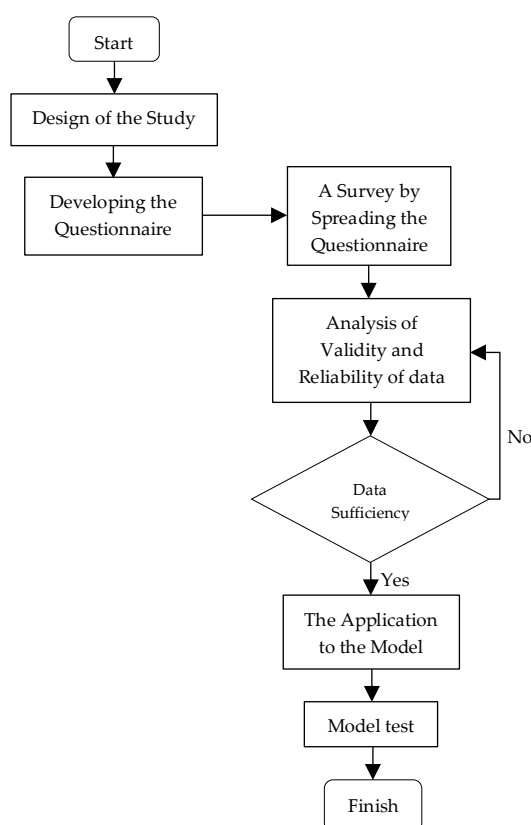 Start
Design of the Study
Developing the
Questionnaire
A Survey by
Spreading the
Questionnaire
Analysis of
Validity and
Reliability of data
No
Data
Sufficiency
Yes
The Application
to the Model
Model test
Finish